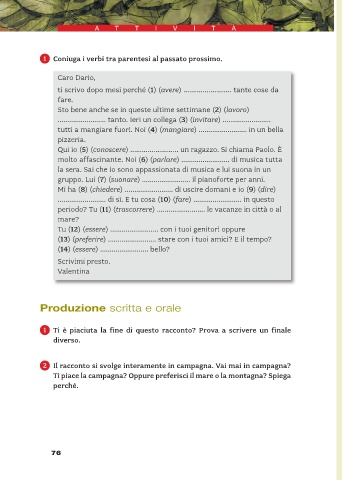 A T T I V I T À
1 Coniuga i verbi tra parentesi al passato prossimo.
Caro Dario,
ti scrivo dopo mesi perché (1) (avere) ........................ tante cose da
fare.
Sto bene anche se in queste ultime settimane (2) (lavoro)
........................ tanto. Ieri un collega (3) (invitare) ........................
tutti a mangiare fuori. Noi (4) (mangiare) ........................ in un bella
pizzeria.
Qui io (5) (conoscere) ........................ un ragazzo. Si chiama Paolo. È
molto affascinante. Noi (6) (parlare) ........................ di musica tutta
la sera. Sai che io sono appassionata di musica e lui suona in un
gruppo. Lui (7) (suonare) ........................ il pianoforte per anni.
Mi ha (8) (chiedere) ........................ di uscire domani e io (9) (dire)
........................ di sì. E tu cosa (10) (fare) ........................ in questo
periodo? Tu (11) (trascorrere) ........................ le vacanze in città o al
mare?
Tu (12) (essere) ........................ con i tuoi genitori oppure
(13) (preferire) ........................ stare con i tuoi amici? E il tempo?
(14) (essere) ........................ bello?
Scrivimi presto.
Valentina
Produzione scritta e orale
1 Ti è piaciuta la fine di questo racconto? Prova a scrivere un finale
diverso.
2 Il racconto si svolge interamente in campagna. Vai mai in campagna?
Ti piace la campagna? Oppure preferisci il mare o la montagna? Spiega
perché.
76